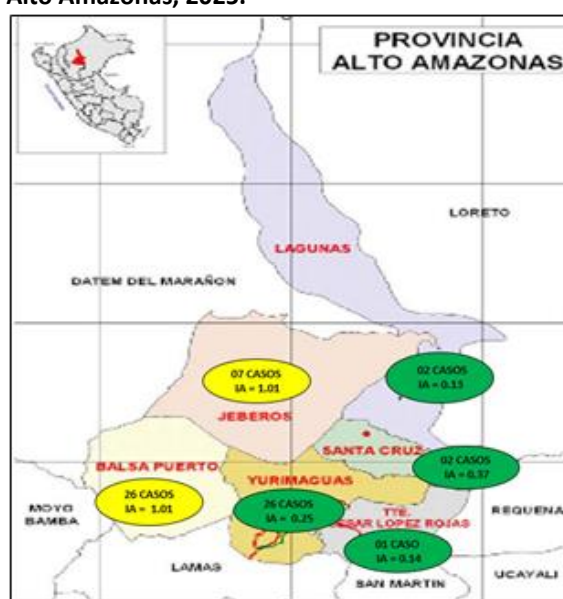 Alto Amazonas, 2025.
PROVINCIA
ALTO AMAZONAS
LORETO
LAGUNAS
DATEM DEL MARAÑON
07 CASOS
IA = 1.01
JEBEROS
02 CASOS
IA = 0.13
SANTA CRUZ
BALSA PUERTO
02 CASOS
IA = 0.37
YURIMAGUAS
26 CASOS
IA = 1.01
26 CASOS
IA = 0.25
TTE.
ESAR LOPEZ ROJAS
MOYO
BAMBA
REQUENA
01 CASO
IA = 0.14
LAMAS
SAN MARTIN
UCAYALI